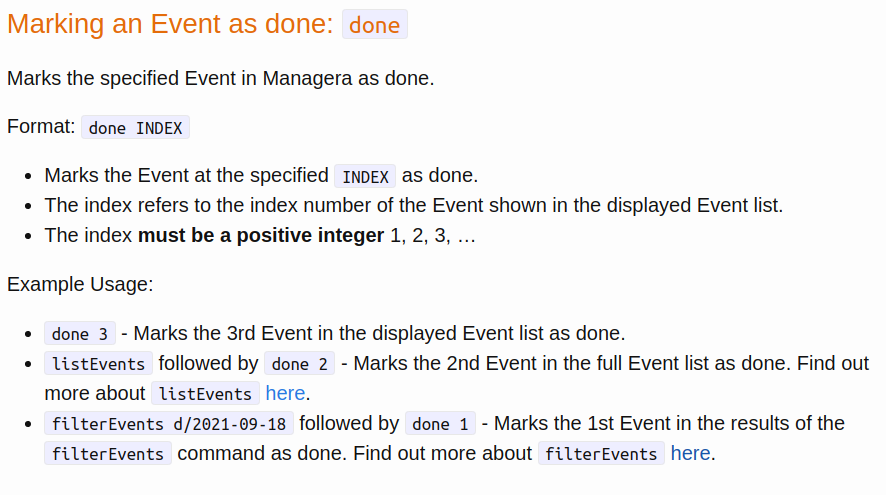 Marking an Event as done: done
Marks the specified Event in Managera as done.
Format: done INDEX
• Marks the Event at the specified INDEX as done.
• The index refers to the index number of the Event shown in the displayed Event list.
• The index must be a positive integer 1, 2, 3, …
Example Usage:
• done 3 - Marks the 3rd Event in the displayed Event list as done.
• listEvents followed by done 2 - Marks the 2nd Event in the full Event list as done. Find out
more about listEvents here.
• filterEvents d/2021-09-18 followed by done 1 - Marks the 1st Event in the results of the
filterEvents command as done. Find out more about filterEvents here.